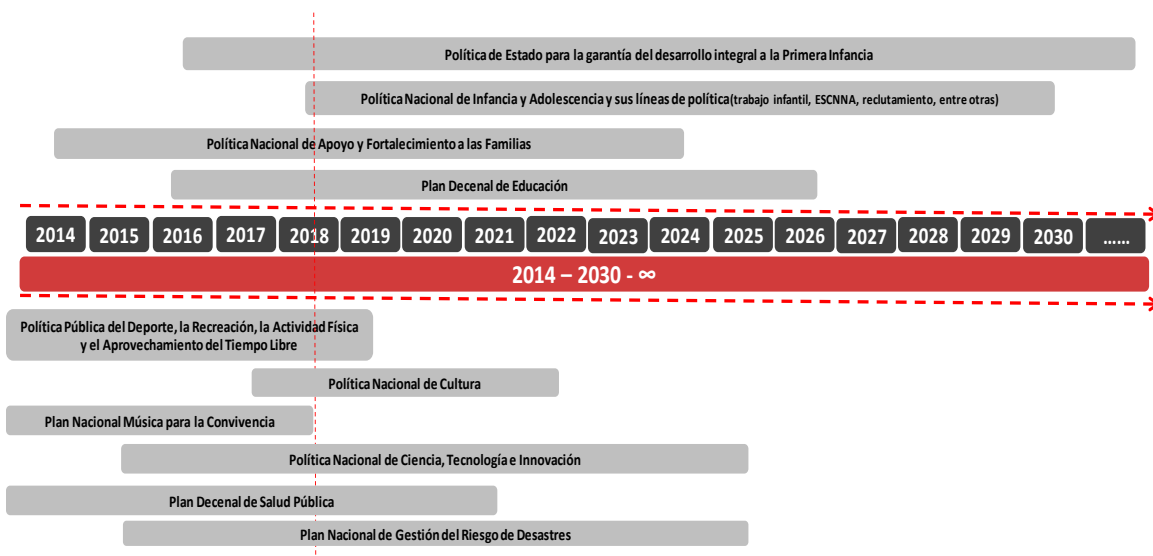 Política de Estado para la garantía del desarrollo integral a la Primera Infancia
Política Nacional de Infancia y Adolescencia y sus líneas de política(trabajo infantil, ESCNNA, reclutamiento, entre otras)
Política Nacional de Apoyo y Fortalecimiento a las Familias
Plan Decenal de Educación
2014 2015 2016 2017 2018 2019 2020 2021 2022 2023 2024 2025 2026 2027 2028 2029 2030 ......
2014 – 2030 - ∞
Política Pública del Deporte, la Recreación, la Actividad Física
y el Aprovechamiento del Tiempo Libre
Política Nacional de Cultura
Plan Nacional Música para la Convivencia
Política Nacional de Ciencia, Tecnología e Innovación
Plan Decenal de Salud Pública
Plan Nacional de Gestión del Riesgo de Desastres